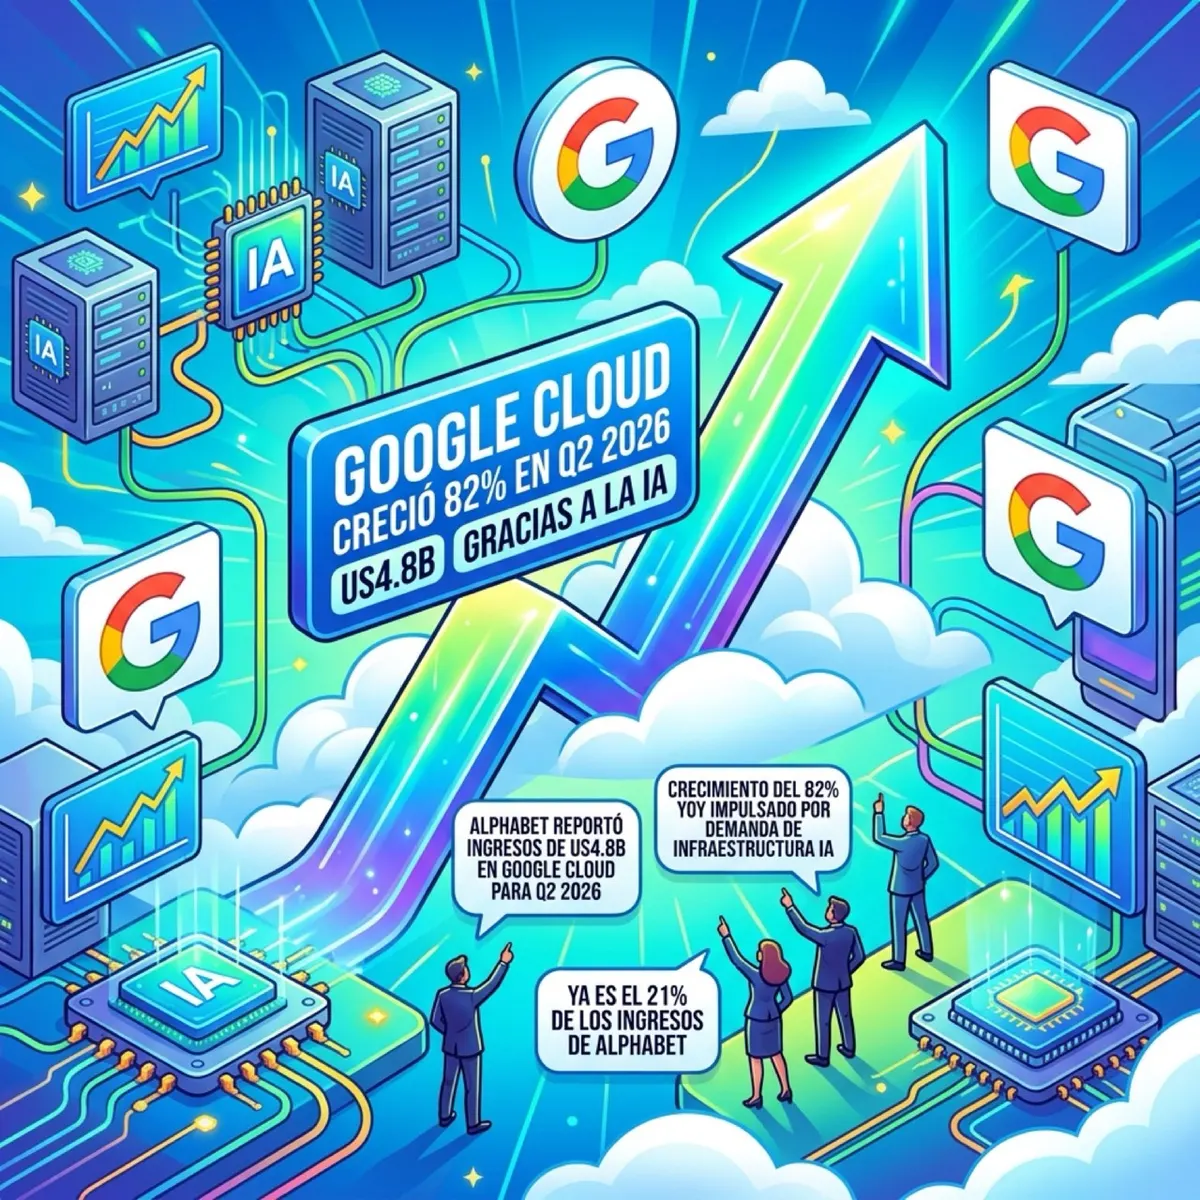 IA
IA
IA
GOOGLE CLOUD
CRECIÓ 82% EN Q2 2026
US4.8B
GRACIAS A LA IA
G
G
G
G
CRECIMIENTO DEL 82%
YOY IMPULSADO POR
DEMANDA DE
INFRAESTRUCTURA IA
ALPHABET REPORTÓ
INGRESOS DE US4.8B
EN GOOGLE CLOUD
PARA Q2 2026
IA
YA ES EL 21%
DE LOS INGRESOS
DE ALPHABET